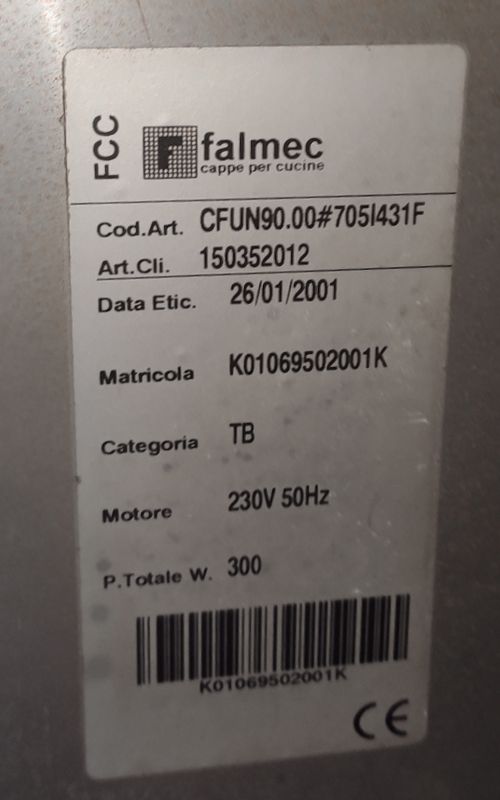 FCC
F falmec
cappe per cucine
Cod.Art. CFUN90.00#705I431F
Art.Cli. 150352012
Data Etic. 26/01/2001
Matricola K01069502001K
Categoria TB
Motore 230V 50Hz
P.Totale W. 300
K01069502001K
CE